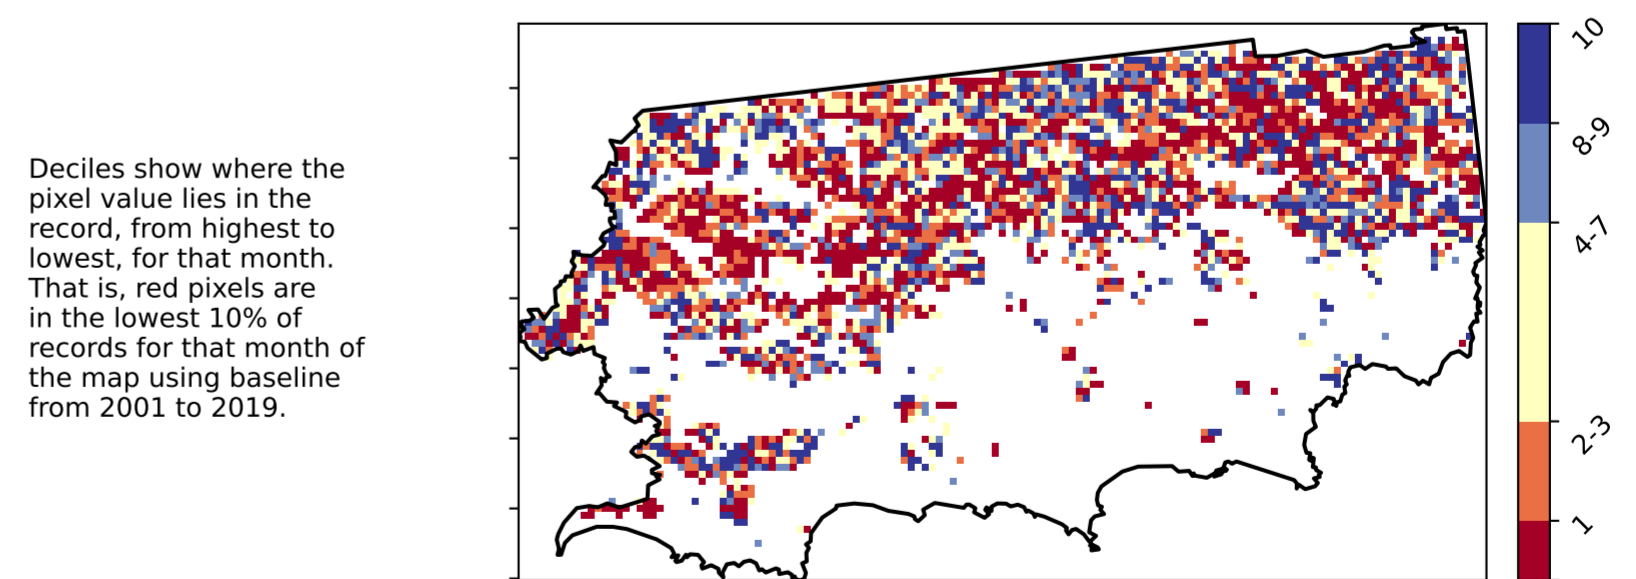 Deciles show where the
pixel value lies in the
record, from highest to
lowest, for that month.
That is, red pixels are
in the lowest 10% of
records for that month of
the map using baseline
from 2001 to 2019.
10
8-9
4-7
2-3
1